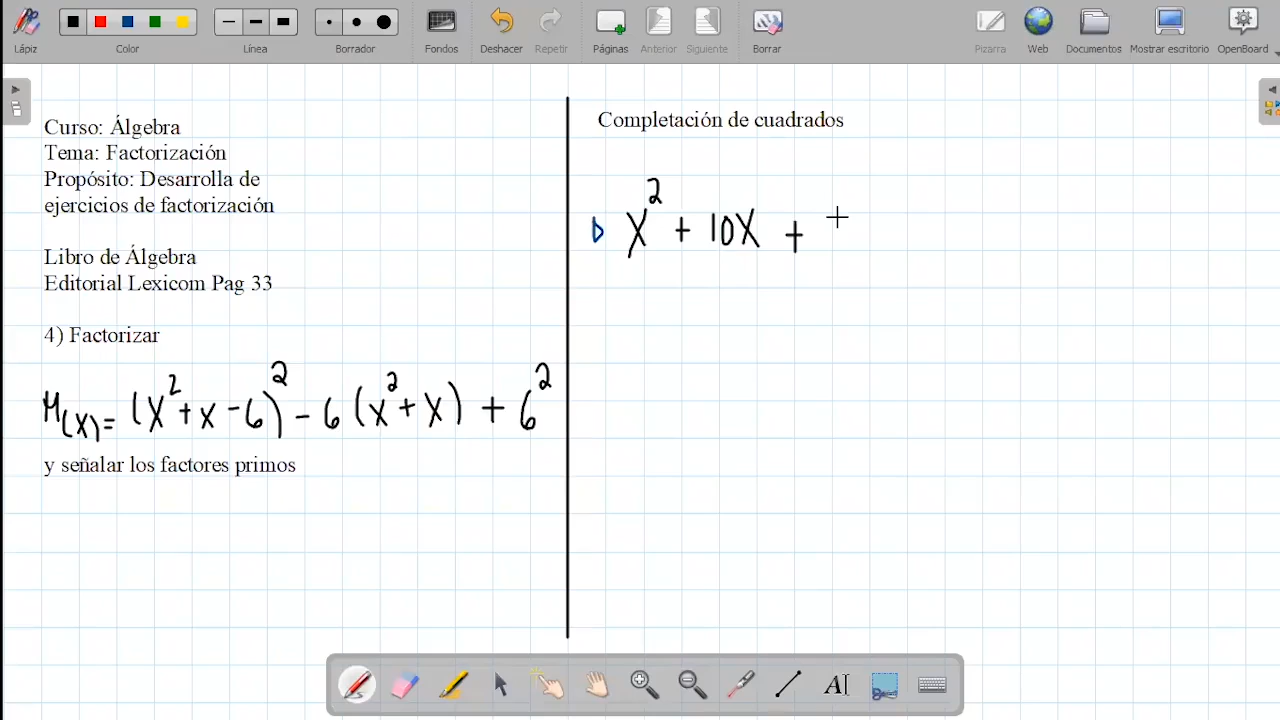 Lápiz Color Línea Borrador Fondos Deshacer Repetir Páginas Anterior Siguiente Borrar Pizarra Web Documentos Mostrar escritorio OpenBoard
Curso: Álgebra
Tema: Factorización
Propósito: Desarrolla de
ejercicios de factorización
Libro de Álgebra
Editorial Lexicom Pag 33
4) Factorizar
M(x)= (x²+x-6)² - 6(x²+x) + 6²
y señalar los factores primos
Completación de cuadrados
x² + 10x +
AI